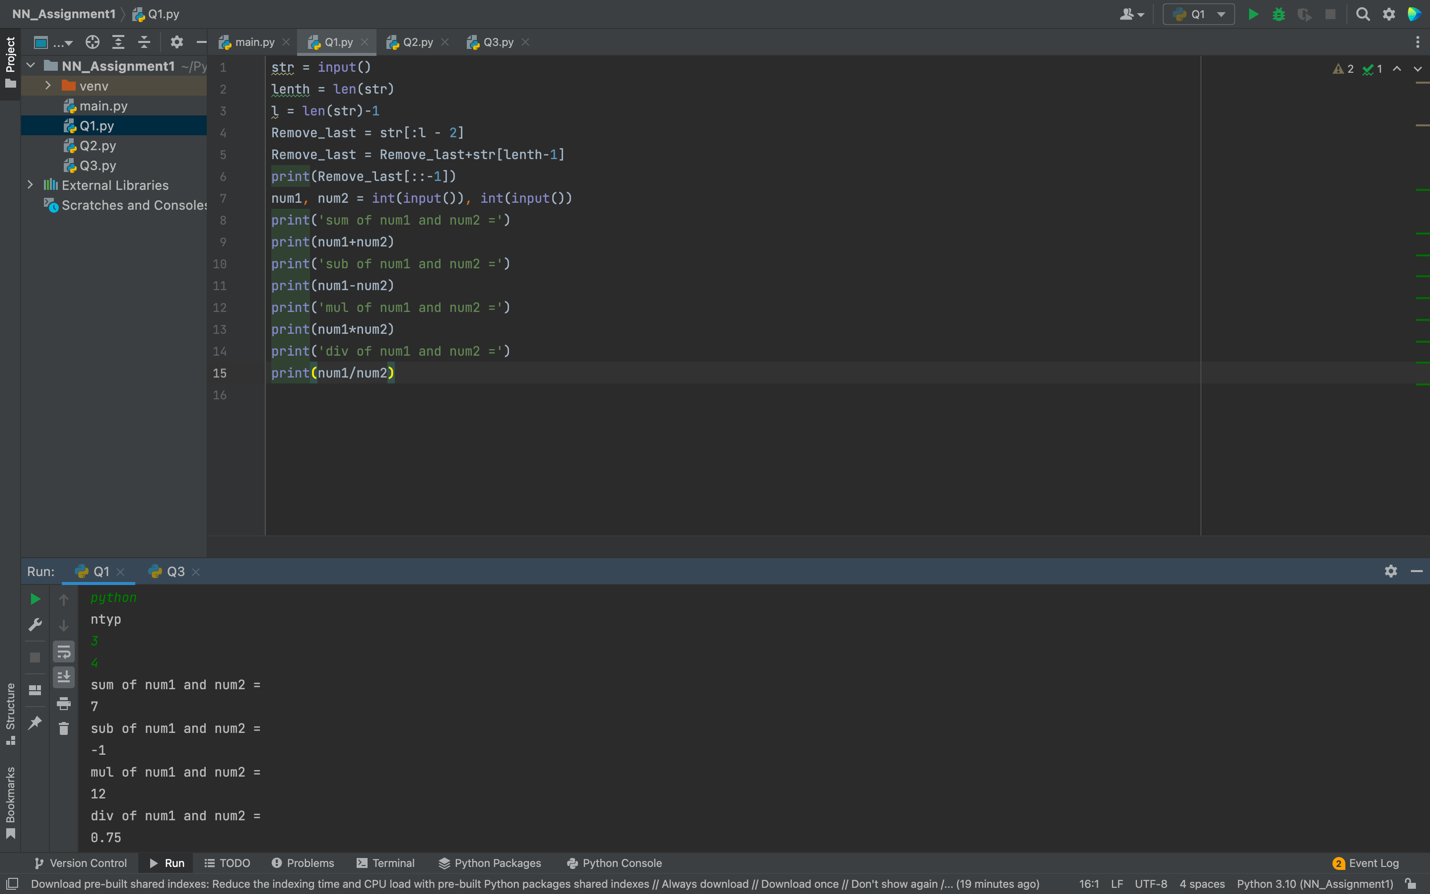 NN_Assignment1 Q1.py Q1
Project ... main.py Q1.py Q2.py Q3.py
NN_Assignment1 ~/Py
venv
main.py
Q1.py
Q2.py
Q3.py
External Libraries
Scratches and Consoles
2 1
1 str = input()
2 lenth = len(str)
3 l = len(str)-1
4 Remove_last = str[:l - 2]
5 Remove_last = Remove_last+str[lenth-1]
6 print(Remove_last[::-1])
7 num1, num2 = int(input()), int(input())
8 print('sum of num1 and num2 =')
9 print(num1+num2)
10 print('sub of num1 and num2 =')
11 print(num1-num2)
12 print('mul of num1 and num2 =')
13 print(num1*num2)
14 print('div of num1 and num2 =')
15 print(num1/num2)
16
Run: Q1 Q3
python
ntyp
3
4
sum of num1 and num2 =
7
sub of num1 and num2 =
-1
mul of num1 and num2 =
12
div of num1 and num2 =
0.75
Structure
Bookmarks
Version Control Run TODO Problems Terminal Python Packages Python Console 2 Event Log
Download pre-built shared indexes: Reduce the indexing time and CPU load with pre-built Python packages shared indexes // Always download // Download once // Don't show again /... (19 minutes ago) 16:1 LF UTF-8 4 spaces Python 3.10 (NN_Assignment1)